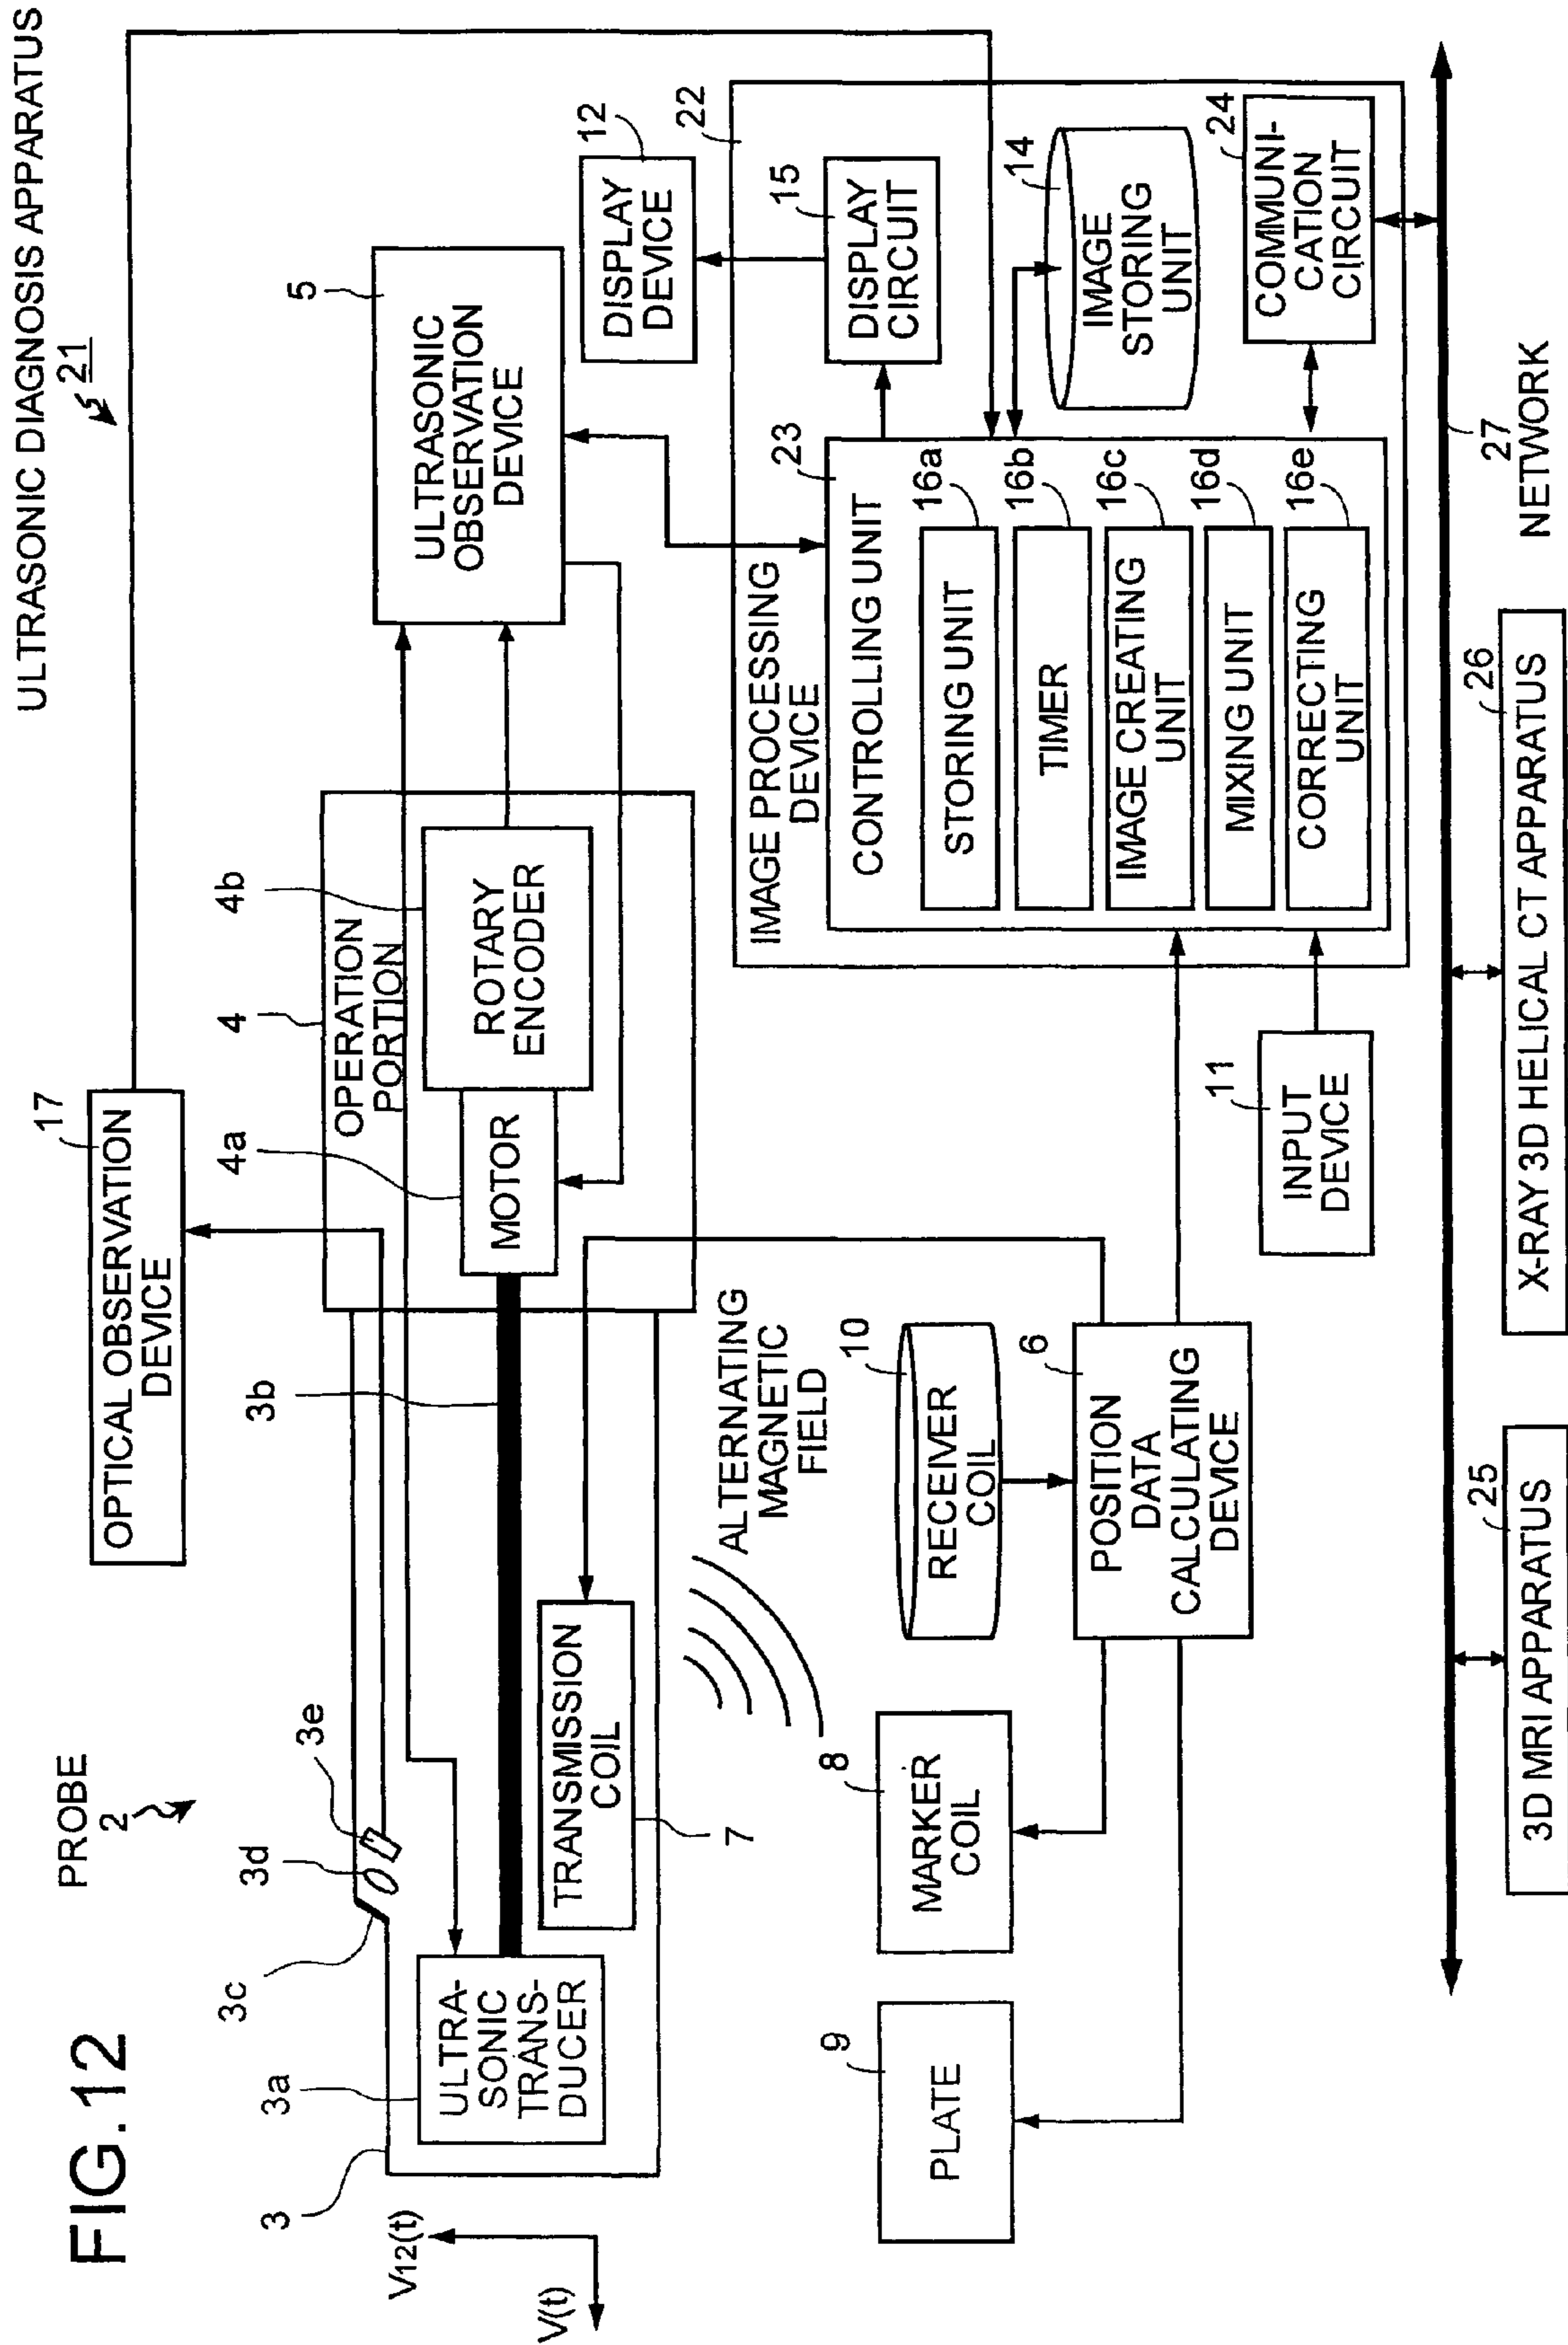 FIG.12
ULTRASONIC DIAGNOSIS APPARATUS
21
PROBE
2
17
OPTICAL OBSERVATION
DEVICE
3
3a
3c
3d
3e
3b
4a
4
4b
5
V12(t)
V(t)
ULTRA-
SONIC
TRANS-
DUCER
TRANSMISSION
COIL
7
OPERATION
PORTION
MOTOR
ROTARY
ENCODER
ULTRASONIC
OBSERVATION
DEVICE
12
DISPLAY
DEVICE
ALTERNATING
MAGNETIC
FIELD
9
PLATE
8
MARKER
COIL
10
RECEIVER
COIL
6
POSITION
DATA
CALCULATING
DEVICE
11
INPUT
DEVICE
22
IMAGE PROCESSING
DEVICE
23
CONTROLLING UNIT
16a
STORING UNIT
16b
TIMER
16c
IMAGE CREATING
UNIT
16d
MIXING UNIT
16e
CORRECTING
UNIT
15
DISPLAY
CIRCUIT
14
IMAGE
STORING
UNIT
24
COMMUNI-
CATION
CIRCUIT
27
NETWORK
25
3D MRI APPARATUS
26
X-RAY 3D HELICAL CT APPARATUS